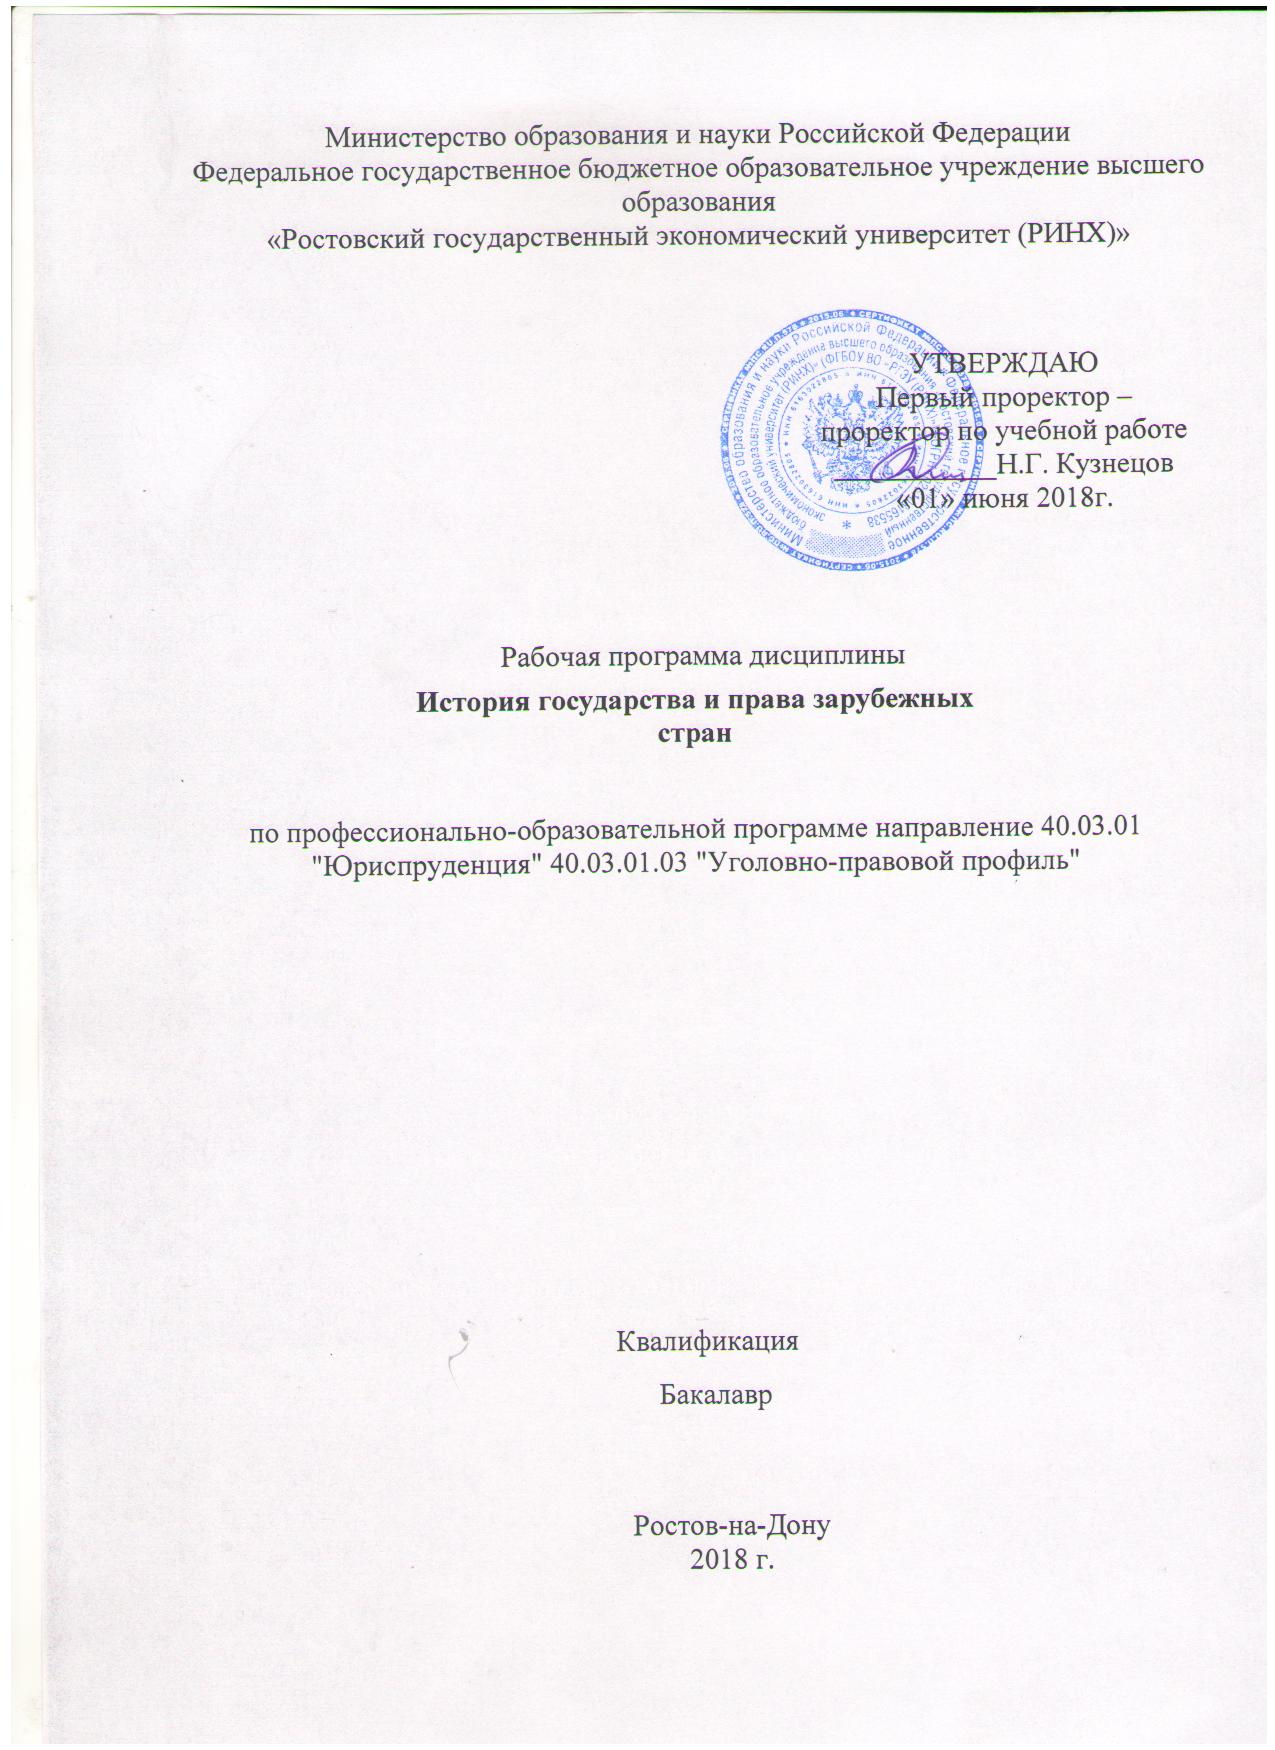 Министерство образования и науки Российской Федерации
Федеральное государственное бюджетное образовательное учреждение высшего
образования
«Ростовский государственный экономический университет (РИНХ)»
УТВЕРЖДАЮ
Первый проректор –
проректор по учебной работе
Н.Г. Кузнецов
«01» июня 2018г.
Рабочая программа дисциплины
История государства и права зарубежных
стран
по профессионально-образовательной программе направление 40.03.01
"Юриспруденция" 40.03.01.03 "Уголовно-правовой профиль"
Квалификация
Бакалавр
Ростов-на-Дону
2018 г.